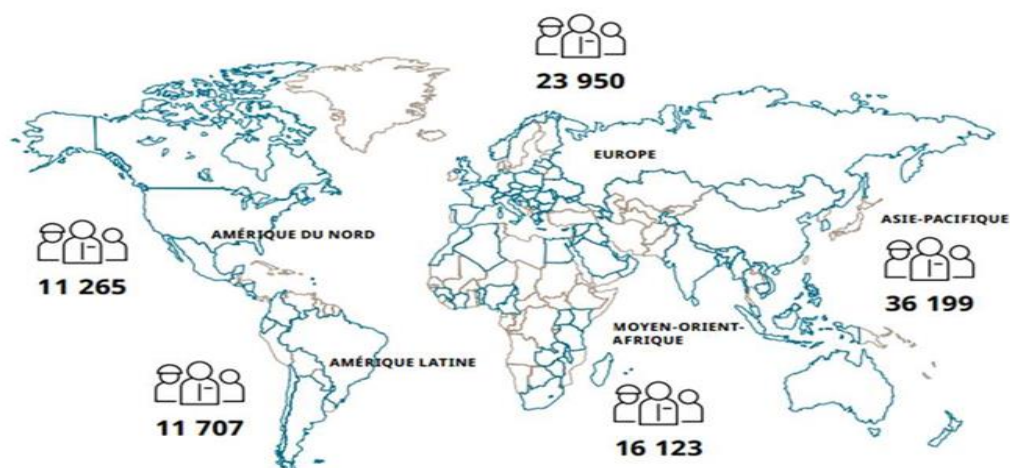 23 950
EUROPE
ASIE-PACIFIQUE
AMÉRIQUE DU NORD
11 265
36 199
MOYEN-ORIENT-
AFRIQUE
AMÉRIQUE LATINE
11 707
16 123